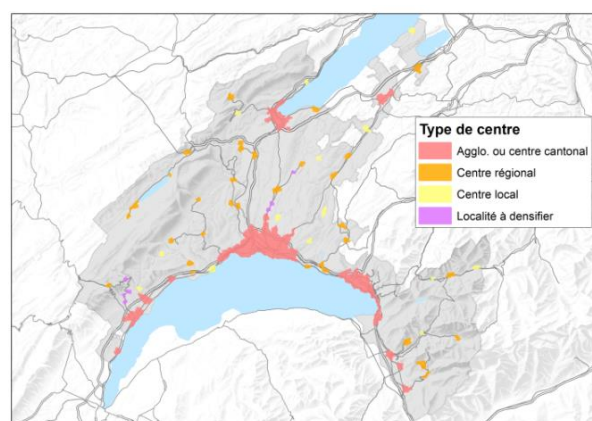 Type de centre
Agglo. ou centre cantonal
Centre régional
Centre local
Localité à densifier